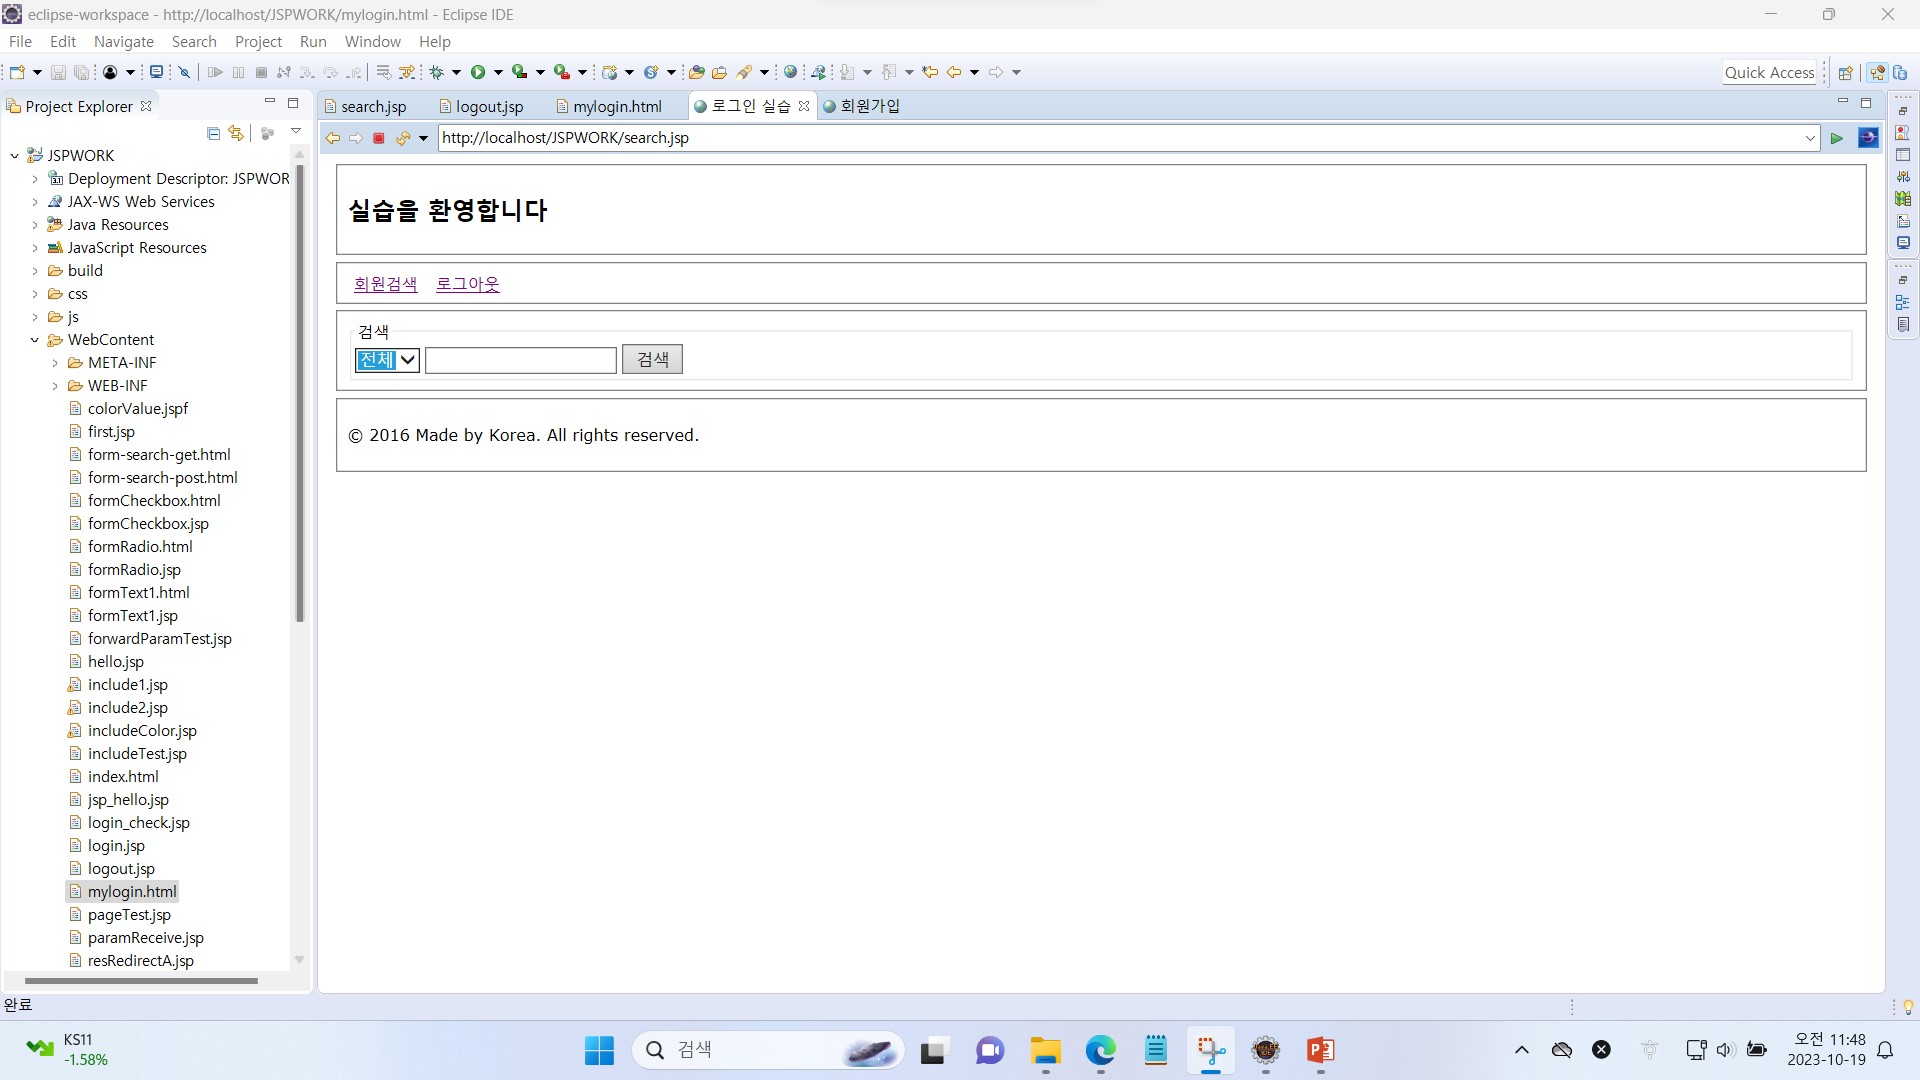 eclipse-workspace - http://localhost/JSPWORK/mylogin.html - Eclipse IDE
File Edit Navigate Search Project Run Window Help
Quick Access
Project Explorer
search.jsp logout.jsp mylogin.html 로그인 실습 회원가입
http://localhost/JSPWORK/search.jsp
JSPWORK
Deployment Descriptor: JSPWOR
JAX-WS Web Services
Java Resources
JavaScript Resources
build
css
js
WebContent
META-INF
WEB-INF
colorValue.jspf
first.jsp
form-search-get.html
form-search-post.html
formCheckbox.html
formCheckbox.jsp
formRadio.html
formRadio.jsp
formText1.html
formText1.jsp
forwardParamTest.jsp
hello.jsp
include1.jsp
include2.jsp
includeColor.jsp
includeTest.jsp
index.html
jsp_hello.jsp
login_check.jsp
login.jsp
logout.jsp
mylogin.html
pageTest.jsp
paramReceive.jsp
resRedirectA.jsp
실습을 환영합니다
회원검색 로그아웃
검색
전체 검색
© 2016 Made by Korea. All rights reserved.
완료
KS11
-1.58%
검색
오전 11:48
2023-10-19